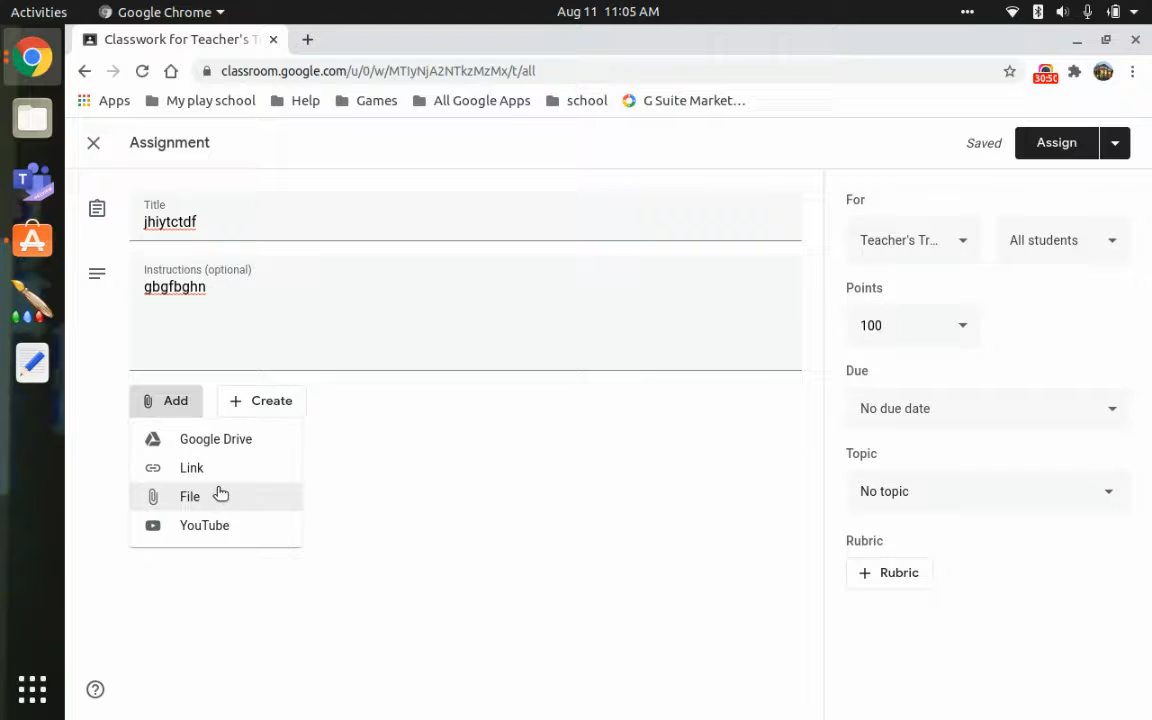 Activities Google Chrome Aug 11 11:05 AM
Classwork for Teacher's T
classroom.google.com/u/0/w/MTIyNjA2NTkzMzMx/t/all 30:50
Apps My play school Help Games All Google Apps school G Suite Market...
Assignment Saved Assign
Title
jhiytctdf
Instructions (optional)
gbgfbghn
Add Create
Google Drive
Link
File
YouTube
For
Teacher's Tr... All students
Points
100
Due
No due date
Topic
No topic
Rubric
+ Rubric